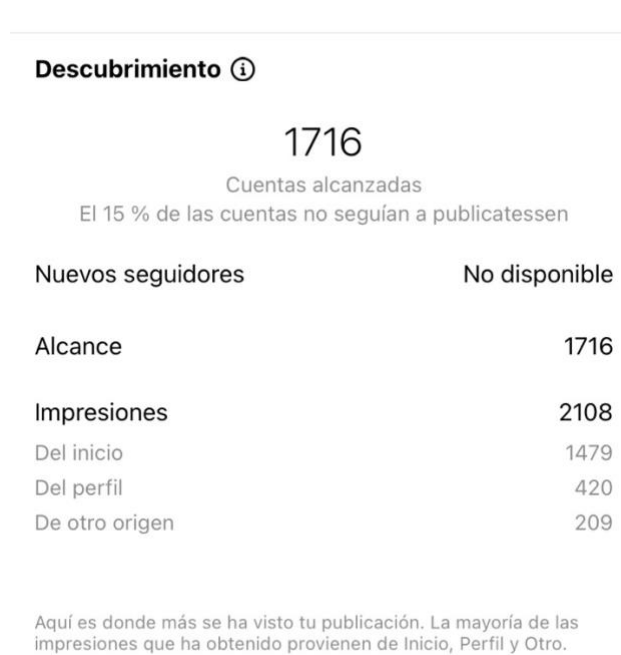 Descubrimiento
1716
Cuentas alcanzadas
El 15 % de las cuentas no seguían a publicatessen
Nuevos seguidores No disponible
Alcance 1716
Impresiones 2108
Del inicio 1479
Del perfil 420
De otro origen 209
Aquí es donde más se ha visto tu publicación. La mayoría de las
impresiones que ha obtenido provienen de Inicio, Perfil y Otro.